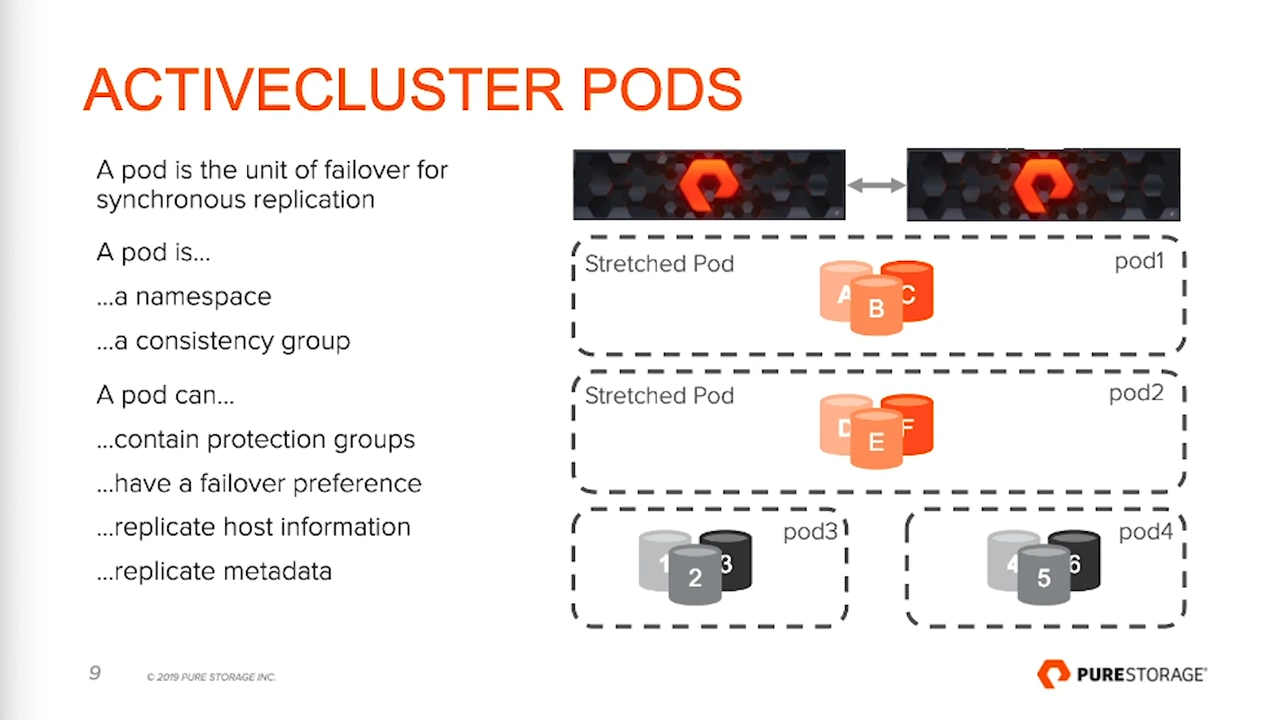 ACTIVECLUSTER PODS
A pod is the unit of failover for
synchronous replication
A pod is...
...a namespace
...a consistency group
A pod can...
...contain protection groups
...have a failover preference
...replicate host information
...replicate metadata
Stretched Pod
pod1
A
B
C
Stretched Pod
pod2
D
E
F
pod3
1
2
3
pod4
4
5
6
9
© 2019 PURE STORAGE INC.
PURESTORAGE®